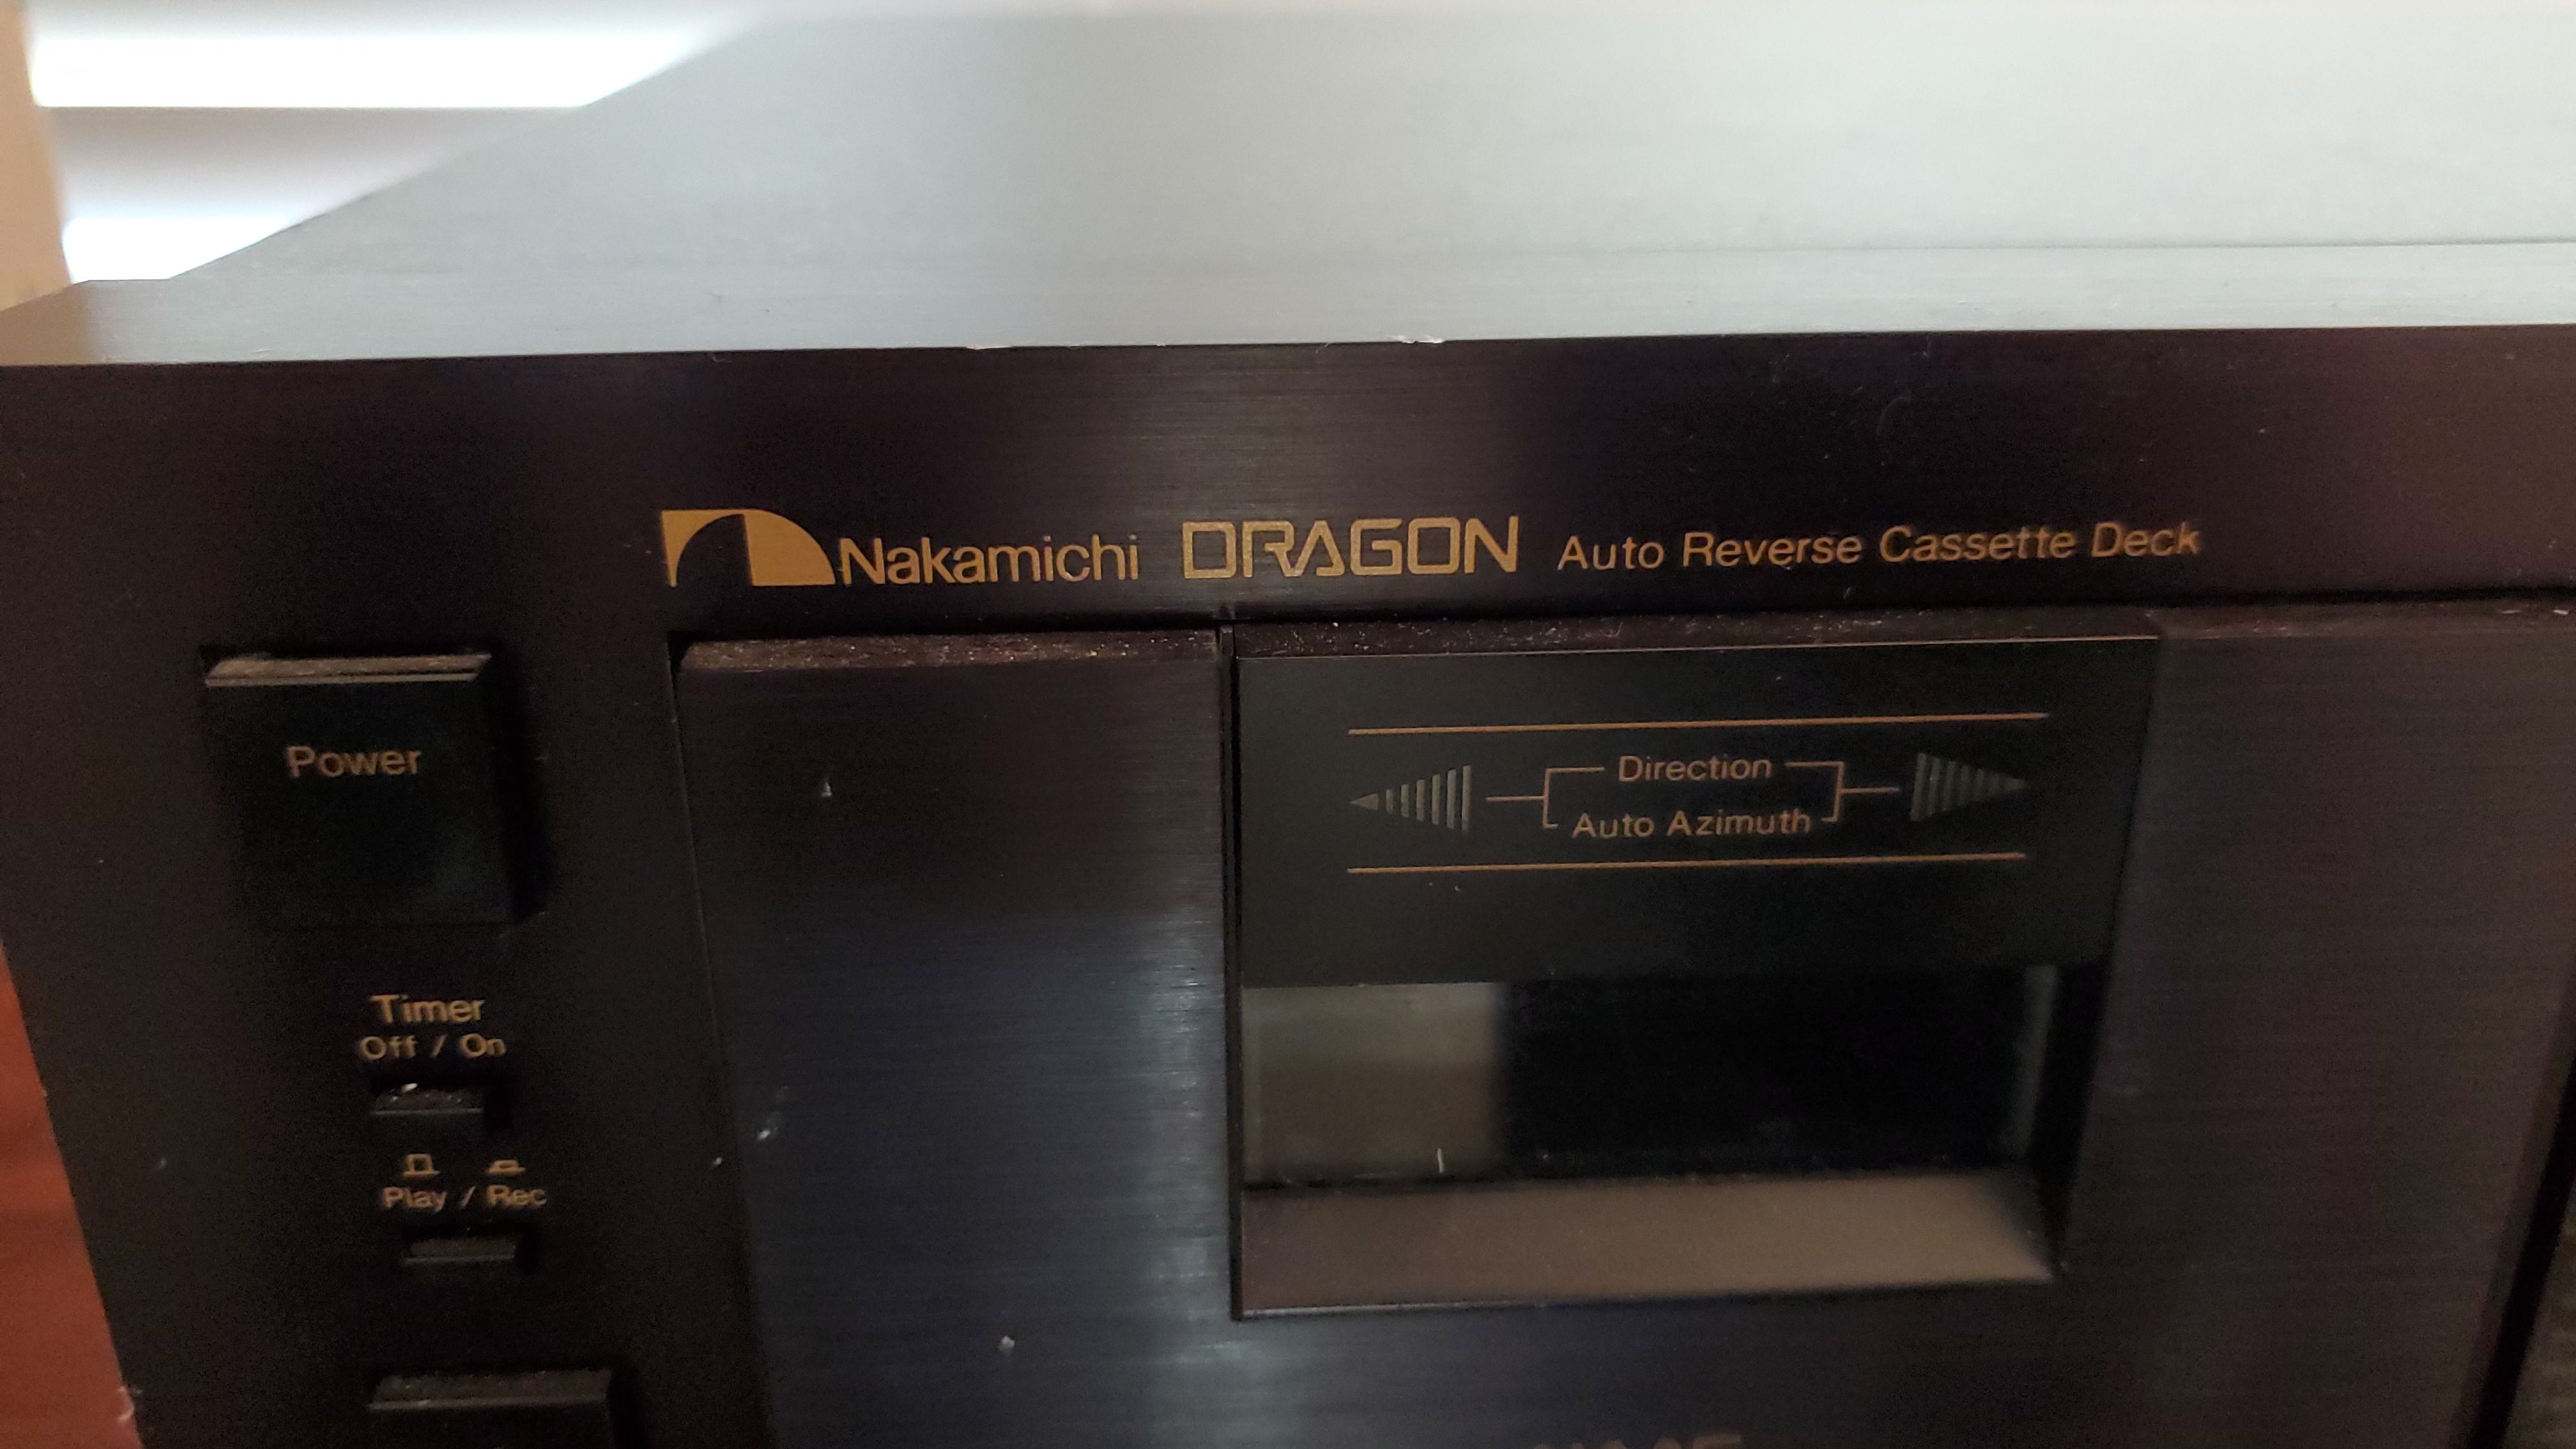 Nakamichi DRAGON Auto Reverse Cassette Deck
Power
Direction
Auto Azimuth
Timer
Off / On
Play / Rec